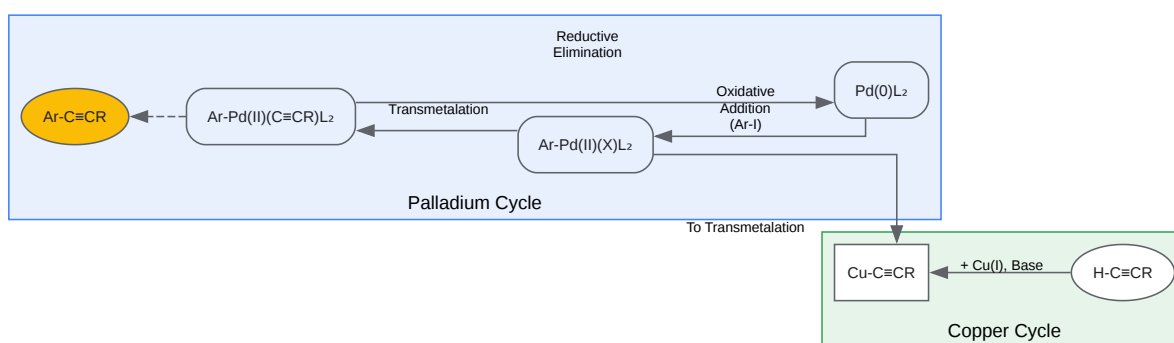 Reductive
Elimination
Ar-C≡CR
Ar-Pd(II)(C≡CR)L₂
Transmetalation
Oxidative
Addition
(Ar-I)
Pd(0)L₂
Ar-Pd(II)(X)L₂
Palladium Cycle
To Transmetalation
Cu-C≡CR
+ Cu(I), Base
H-C≡CR
Copper Cycle